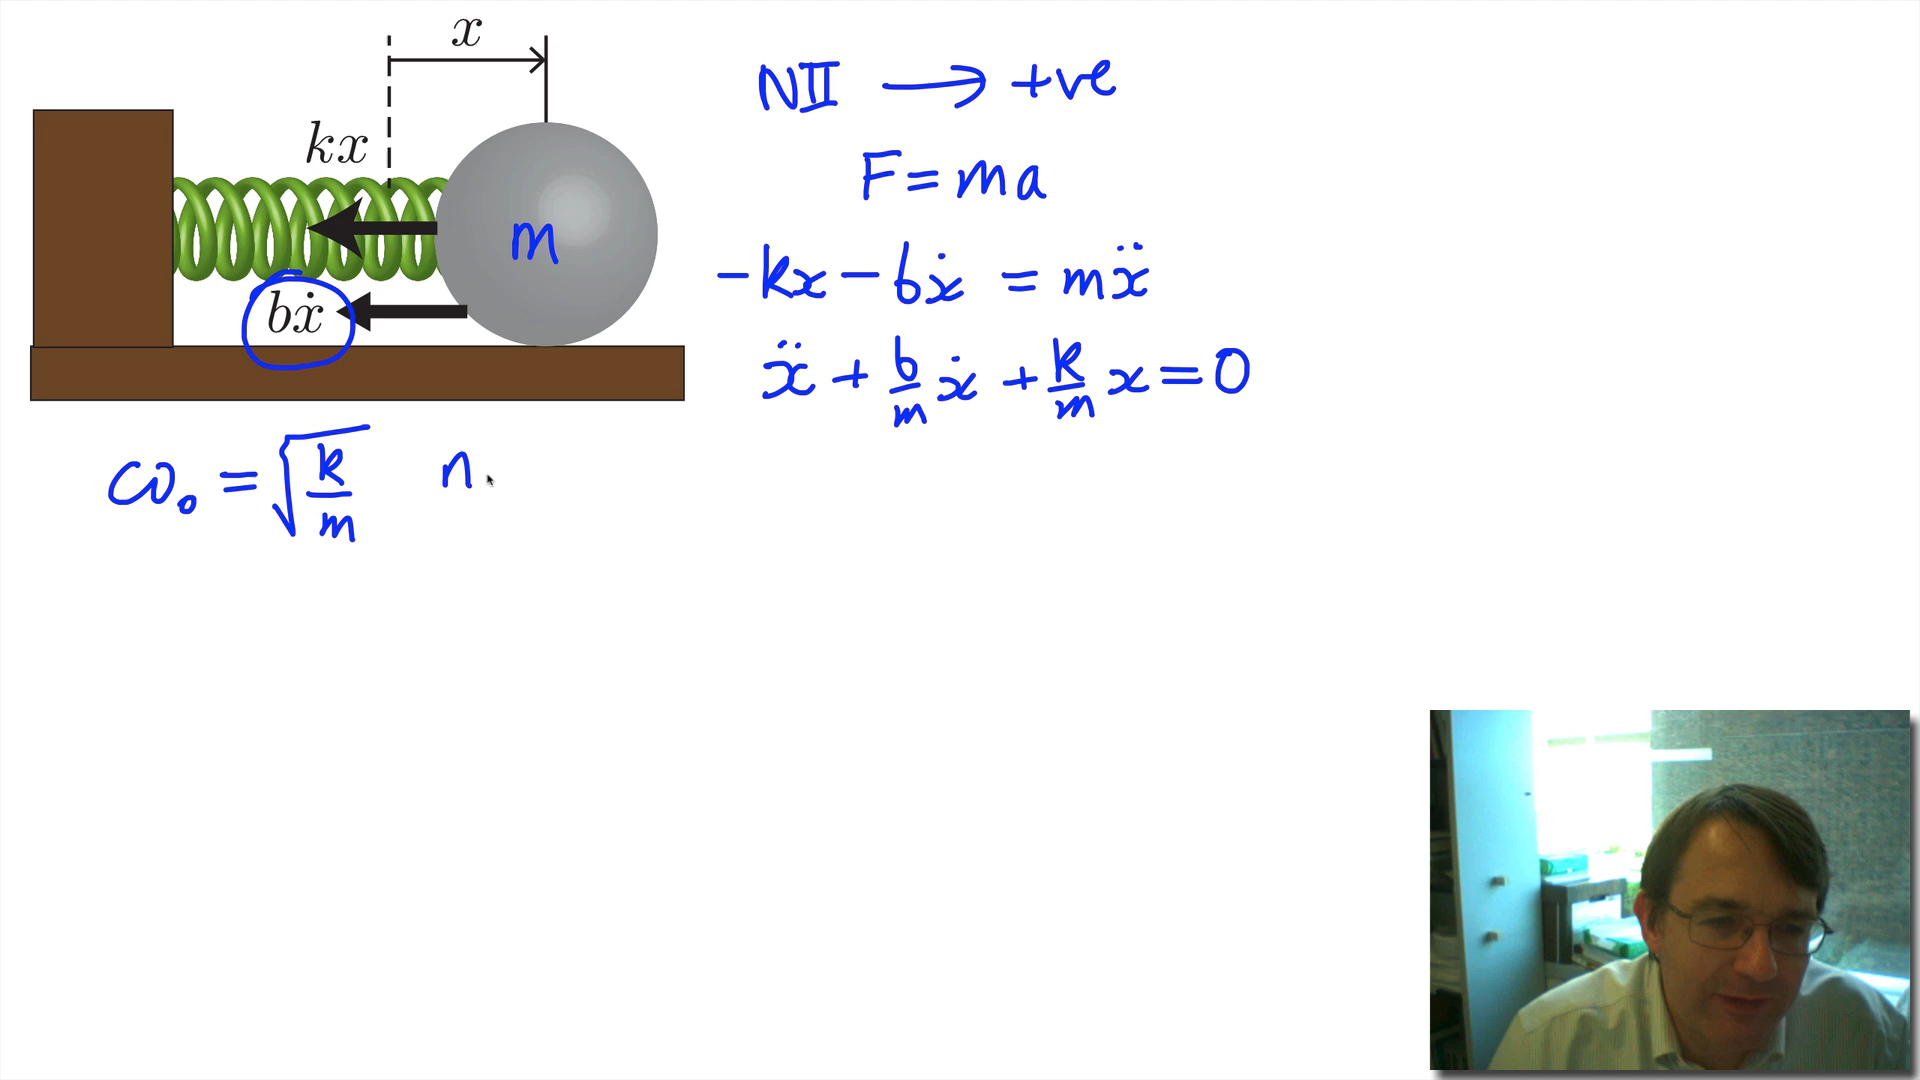 x
kx
m
bẋ
NII ⟶ +ve
F = ma
-kx - bẋ = mẍ
ẍ + b/m ẋ + k/m x = 0
ω₀ = √(k/m) n